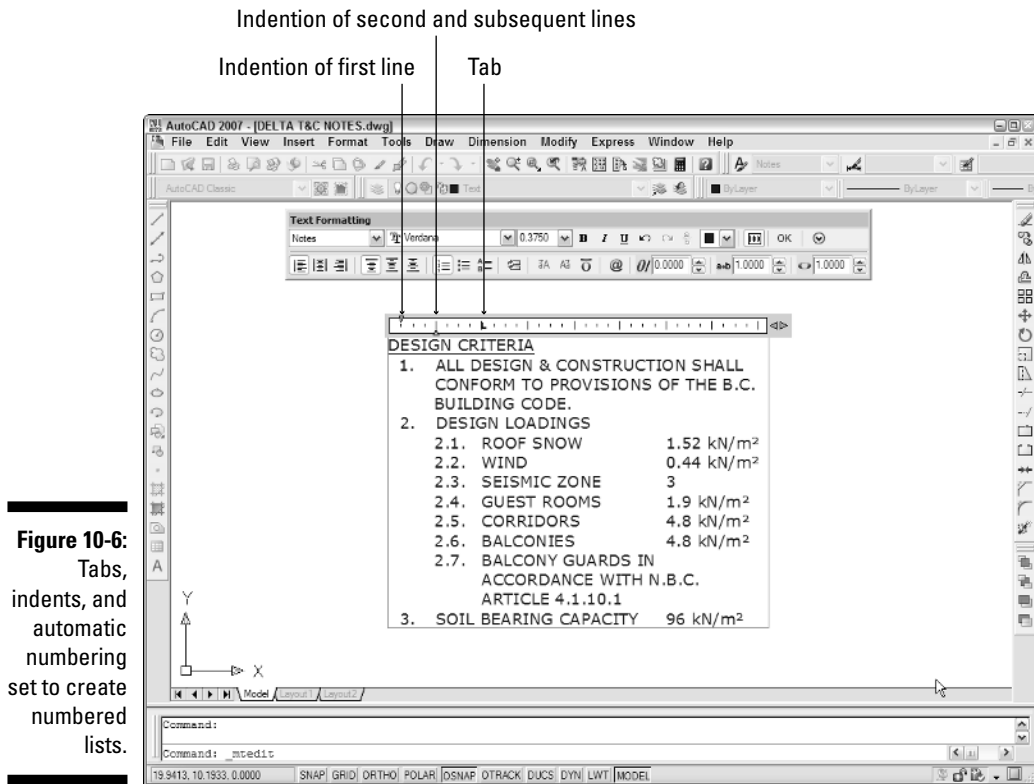 Indention of second and subsequent lines
Indention of first line
Tab
AutoCAD 2007 - [DELTA T&C NOTES.dwg]
File Edit View Insert Format Tools Draw Dimension Modify Express Window Help
Notes
AutoCAD Classic
Text
ByLayer
ByLayer
Text Formatting
Notes
Verdana
0.3750
B I U
OK
@
0/ 0.0000
a•b 1.0000
1.0000
DESIGN CRITERIA
1. ALL DESIGN & CONSTRUCTION SHALL
CONFORM TO PROVISIONS OF THE B.C.
BUILDING CODE.
2. DESIGN LOADINGS
2.1. ROOF SNOW 1.52 kN/m²
2.2. WIND 0.44 kN/m²
2.3. SEISMIC ZONE 3
2.4. GUEST ROOMS 1.9 kN/m²
2.5. CORRIDORS 4.8 kN/m²
2.6. BALCONIES 4.8 kN/m²
2.7. BALCONY GUARDS IN
ACCORDANCE WITH N.B.C.
ARTICLE 4.1.10.1
3. SOIL BEARING CAPACITY 96 kN/m²
Figure 10-6:
Tabs,
indents, and
automatic
numbering
set to create
numbered
lists.
A
Y
X
Model Layout1 Layout2
Command:
Command: _mtedit
19.9413, 10.1933, 0.0000 SNAP GRID ORTHO POLAR OSNAP OTRACK DUCS DYN LWT MODEL